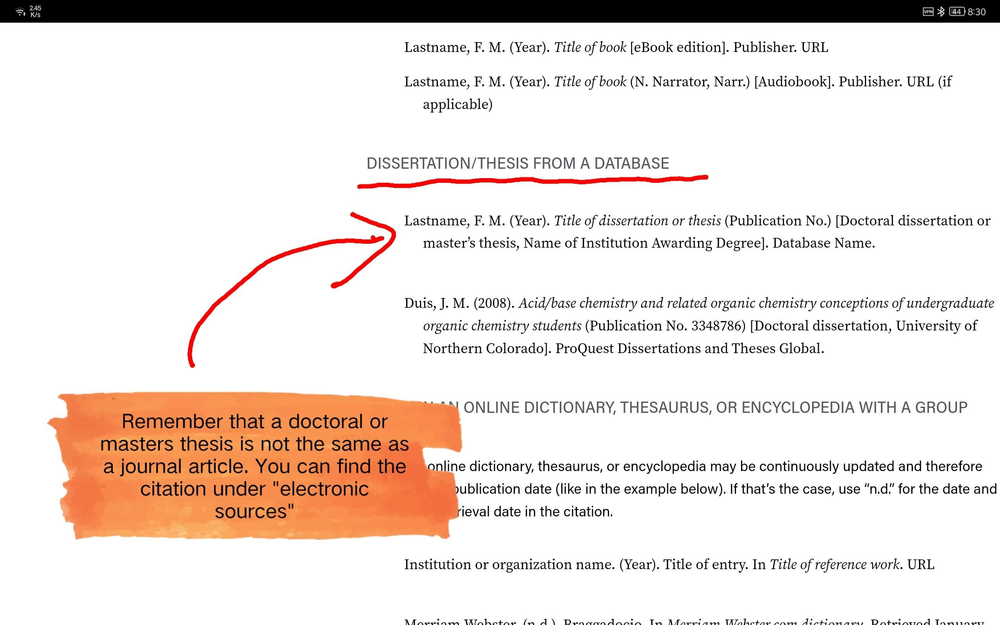 2.45
K/s
VPN 44 8:30
Lastname, F. M. (Year). Title of book [eBook edition]. Publisher. URL
Lastname, F. M. (Year). Title of book (N. Narrator, Narr.) [Audiobook]. Publisher. URL (if
applicable)
DISSERTATION/THESIS FROM A DATABASE
Lastname, F. M. (Year). Title of dissertation or thesis (Publication No.) [Doctoral dissertation or
master’s thesis, Name of Institution Awarding Degree]. Database Name.
Duis, J. M. (2008). Acid/base chemistry and related organic chemistry conceptions of undergraduate
organic chemistry students (Publication No. 3348786) [Doctoral dissertation, University of
Northern Colorado]. ProQuest Dissertations and Theses Global.
AN ONLINE DICTIONARY, THESAURUS, OR ENCYCLOPEDIA WITH A GROUP
Remember that a doctoral or
masters thesis is not the same as
a journal article. You can find the
citation under "electronic
sources"
online dictionary, thesaurus, or encyclopedia may be continuously updated and therefore
publication date (like in the example below). If that’s the case, use “n.d.” for the date and
date in the citation.
Institution or organization name. (Year). Title of entry. In Title of reference work. URL
Merriam-Webster. (n.d.). Braggadocio. In Merriam-Webster.com dictionary. Retrieved January